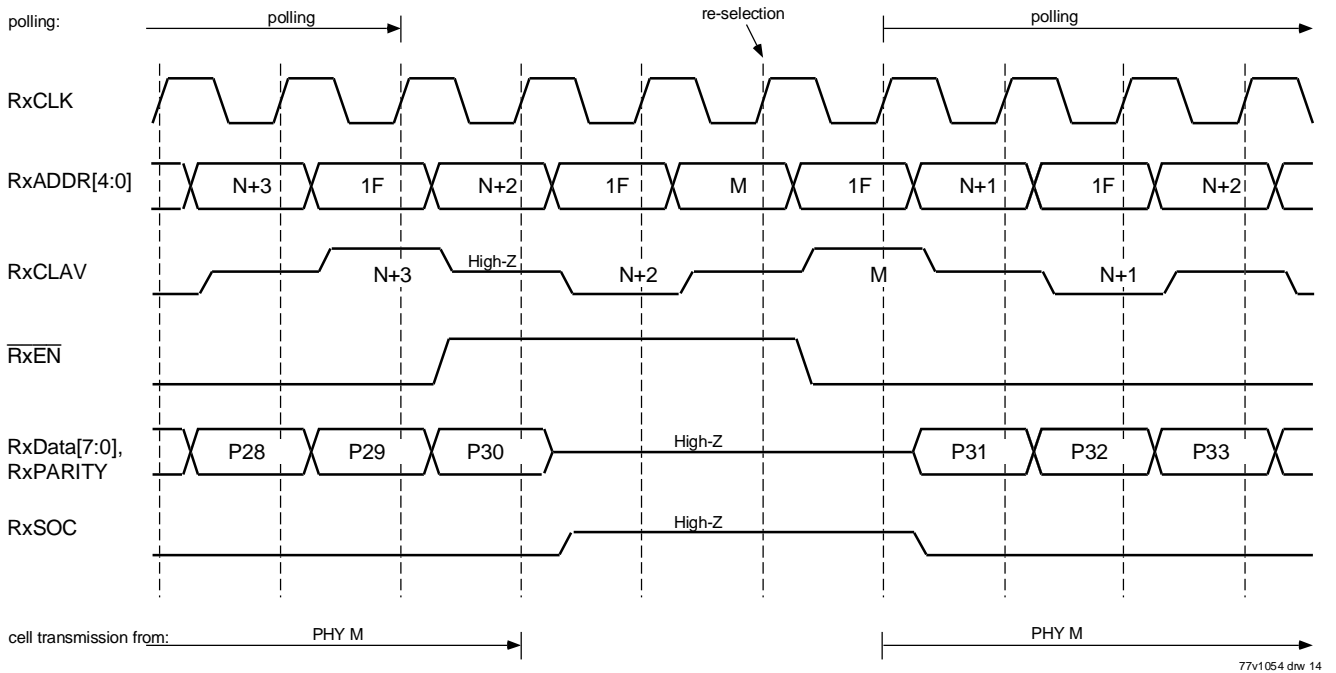 polling: polling re-selection polling
RxCLK
RxADDR[4:0] N+3 1F N+2 1F M 1F N+1 1F N+2
RxCLAV N+3 High-Z N+2 M N+1
RxEN
RxData[7:0], P28 P29 P30 High-Z P31 P32 P33
RxPARITY
RxSOC High-Z
cell transmission from: PHY M PHY M
77v1054 drw 14